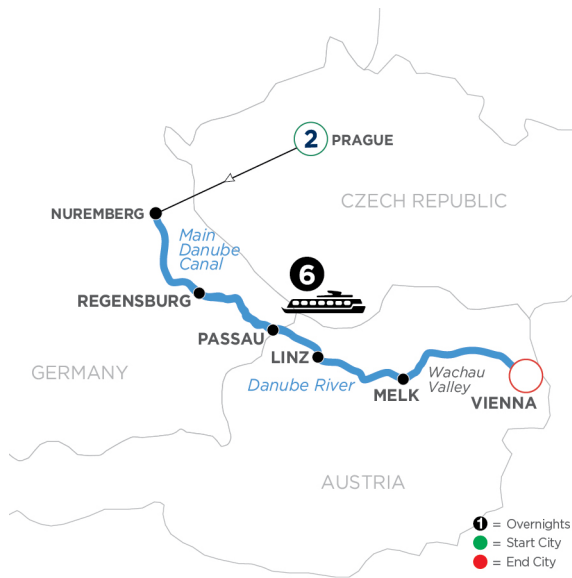 2 PRAGUE
CZECH REPUBLIC
NUREMBERG
Main
Danube
Canal
6
REGENSBURG
PASSAU
LINZ
GERMANY
Danube River
MELK
Wachau
Valley
VIENNA
AUSTRIA
1 = Overnights
= Start City
= End City